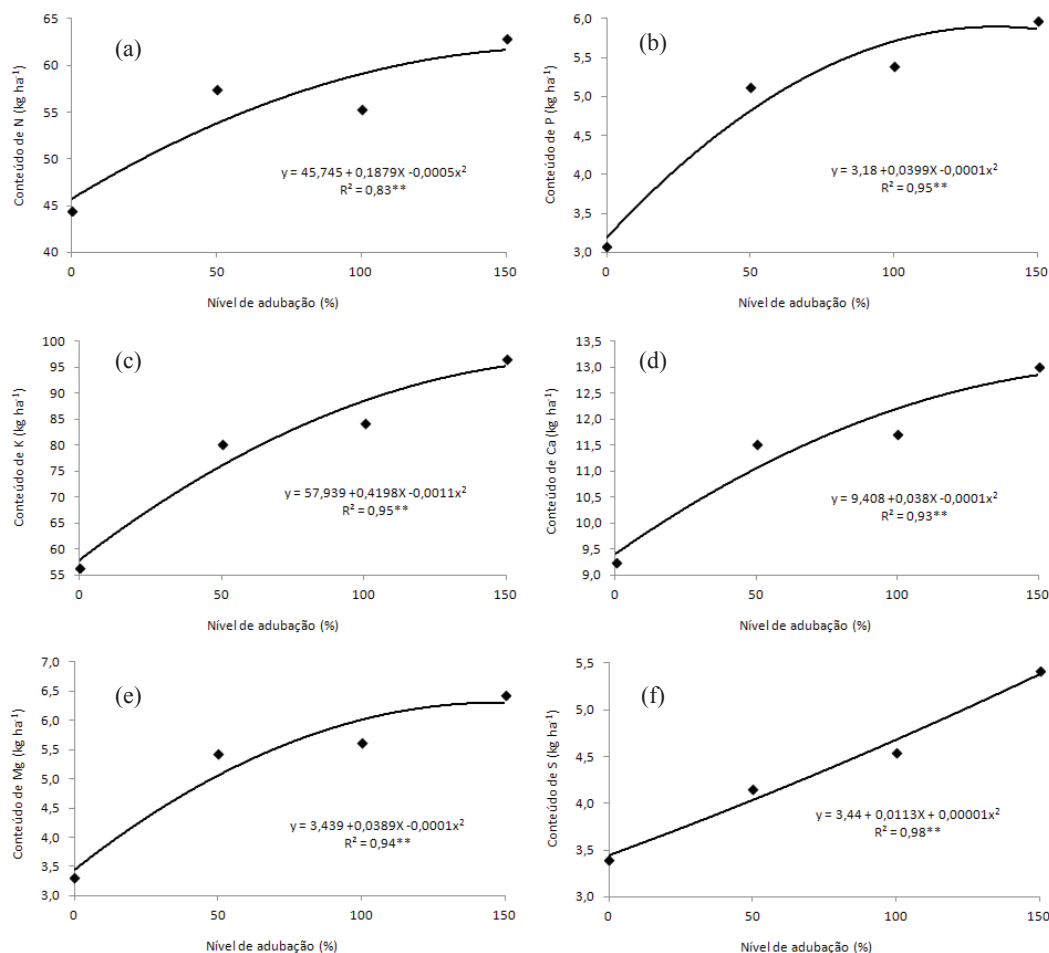 (a)
Conteúdo de N (kg ha⁻¹)
65
60
55
50
45
40
y = 45,745 + 0,1879X -0,0005x²
R² = 0,83**
0 50 100 150
Nível de adubação (%)
(b)
Conteúdo de P (kg ha⁻¹)
6,0
5,5
5,0
4,5
4,0
3,5
3,0
y = 3,18 + 0,0399X -0,0001x²
R² = 0,95**
0 50 100 150
Nível de adubação (%)
(c)
Conteúdo de K (kg ha⁻¹)
100
95
90
85
80
75
70
65
60
55
y = 57,939 +0,4198X -0,0011x²
R² = 0,95**
0 50 100 150
Nível de adubação (%)
(d)
Conteúdo de Ca (kg ha⁻¹)
13,5
13,0
12,5
12,0
11,5
11,0
10,5
10,0
9,5
9,0
y = 9,408 +0,038X -0,0001x²
R² = 0,93**
0 50 100 150
Nível de adubação (%)
(e)
Conteúdo de Mg (kg ha⁻¹)
7,0
6,5
6,0
5,5
5,0
4,5
4,0
3,5
3,0
y = 3,439 +0,0389X -0,0001x²
R² = 0,94**
0 50 100 150
Nível de adubação (%)
(f)
Conteúdo de S (kg ha⁻¹)
5,5
5,0
4,5
4,0
3,5
3,0
y = 3,44 + 0,0113X + 0,00001x²
R² = 0,98**
0 50 100 150
Nível de adubação (%)